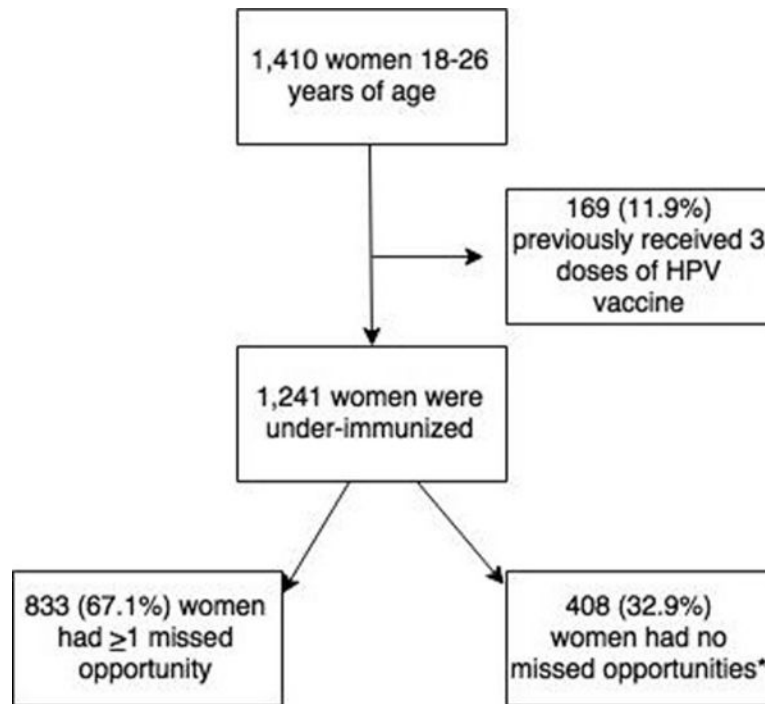 1,410 women 18-26
years of age
169 (11.9%)
previously received 3
doses of HPV
vaccine
1,241 women were
under-immunized
833 (67.1%) women
had ≥1 missed
opportunity
408 (32.9%)
women had no
missed opportunities*